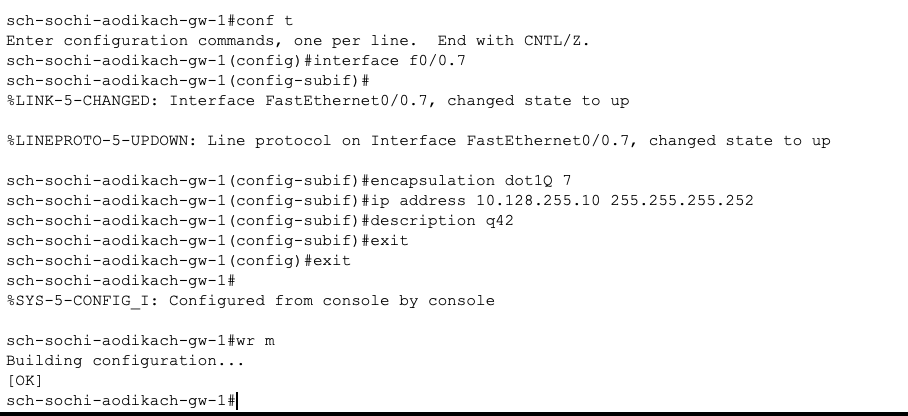 sch-sochi-aodikach-gw-1#conf t
Enter configuration commands, one per line.  End with CNTL/Z.
sch-sochi-aodikach-gw-1(config)#interface f0/0.7
sch-sochi-aodikach-gw-1(config-subif)#
%LINK-5-CHANGED: Interface FastEthernet0/0.7, changed state to up
%LINEPROTO-5-UPDOWN: Line protocol on Interface FastEthernet0/0.7, changed state to up
sch-sochi-aodikach-gw-1(config-subif)#encapsulation dot1Q 7
sch-sochi-aodikach-gw-1(config-subif)#ip address 10.128.255.10 255.255.255.252
sch-sochi-aodikach-gw-1(config-subif)#description q42
sch-sochi-aodikach-gw-1(config-subif)#exit
sch-sochi-aodikach-gw-1(config)#exit
sch-sochi-aodikach-gw-1#
%SYS-5-CONFIG_I: Configured from console by console
sch-sochi-aodikach-gw-1#wr m
Building configuration...
[OK]
sch-sochi-aodikach-gw-1#